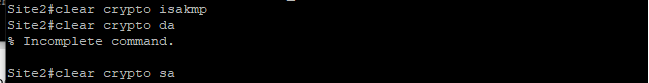 Site2#clear crypto isakmp
Site2#clear crypto da
% Incomplete command.
Site2#clear crypto sa